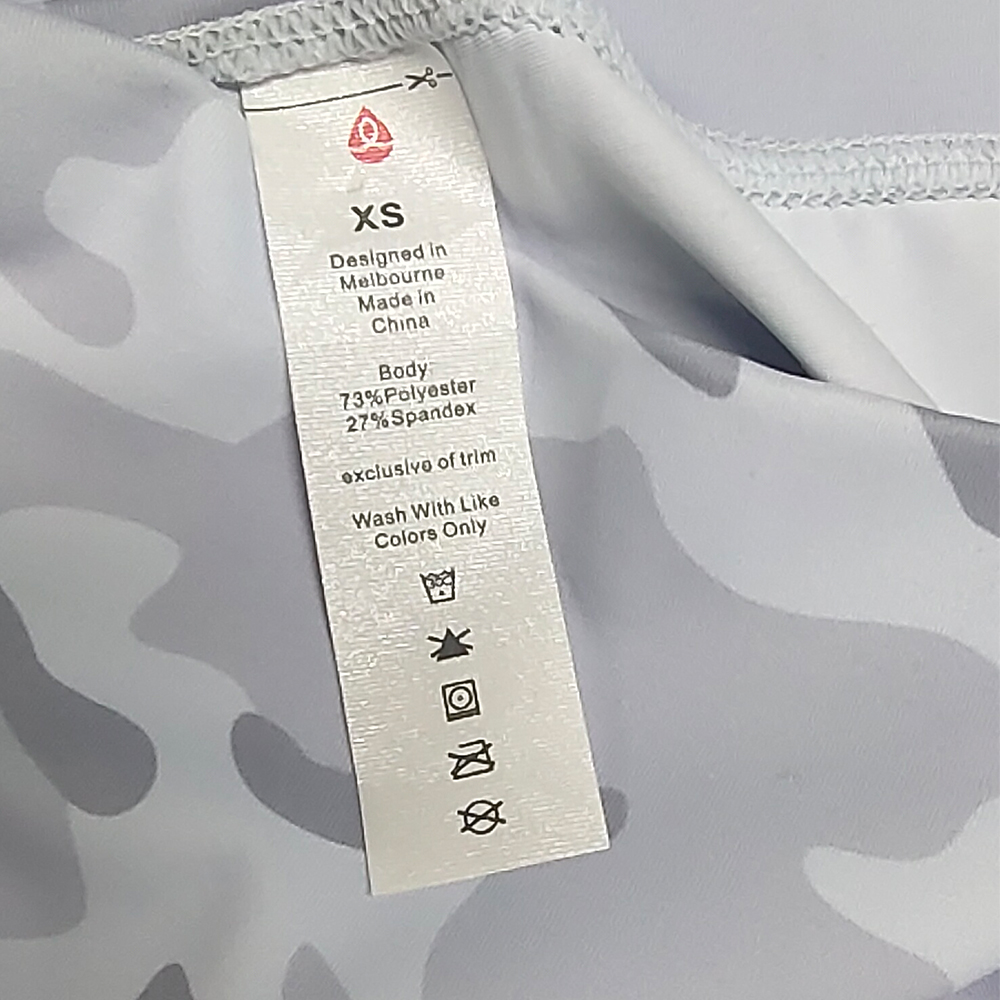 XS
Designed in
Melbourne
Made in
China
Body:
73%Polyester
27%Spandex
exclusive of trim
Wash With Like
Colors Only
30C